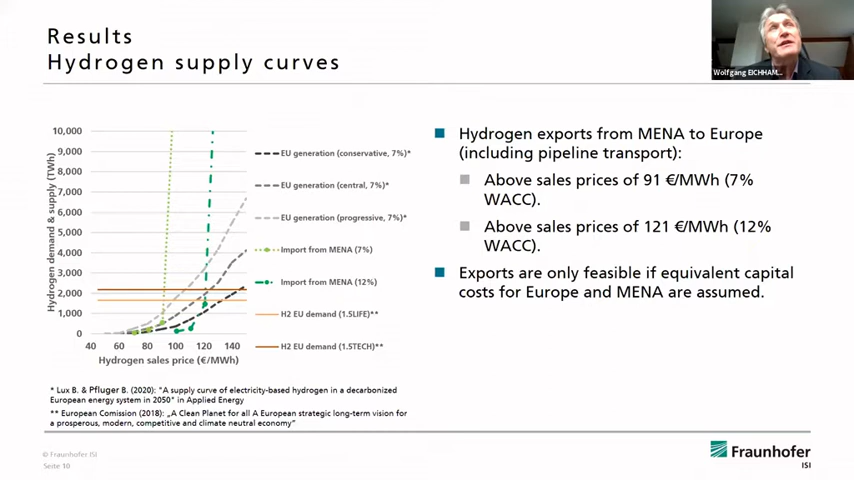 Results
Hydrogen supply curves
Wolfgang EICHHAM...
10,000
9,000
8,000
7,000
6,000
5,000
4,000
3,000
2,000
1,000
0
Hydrogen demand & supply (TWh)
40 60 80 100 120 140
Hydrogen sales price (€/MWh)
EU generation (conservative, 7%)*
EU generation (central, 7%)*
EU generation (progressive, 7%)*
Import from MENA (7%)
Import from MENA (12%)
H2 EU demand (1.5LIFE)**
H2 EU demand (1.5TECH)**
* Lux B. & Pfluger B. (2020): "A supply curve of electricity-based hydrogen in a decarbonized
European energy system in 2050" in Applied Energy
** European Comission (2018): „A Clean Planet for all A European strategic long-term vision for
a prosperous, modern, competitive and climate neutral economy"
Hydrogen exports from MENA to Europe
(including pipeline transport):
Above sales prices of 91 €/MWh (7%
WACC).
Above sales prices of 121 €/MWh (12%
WACC).
Exports are only feasible if equivalent capital
costs for Europe and MENA are assumed.
© Fraunhofer ISI
Seite 10
Fraunhofer
ISI